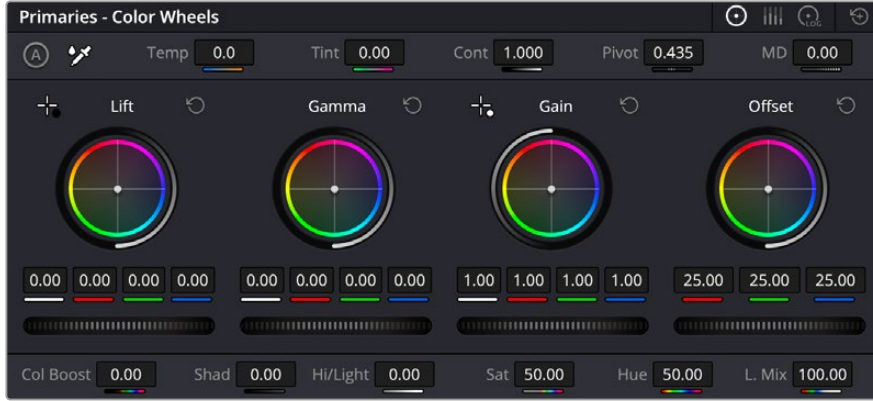 Primaries - Color Wheels
LOG
A Temp 0.0 Tint 0.00 Cont 1.000 Pivot 0.435 MD 0.00
Lift Gamma Gain Offset
0.00 0.00 0.00 0.00 0.00 0.00 0.00 0.00 1.00 1.00 1.00 1.00 25.00 25.00 25.00
Col Boost 0.00 Shad 0.00 Hi/Light 0.00 Sat 50.00 Hue 50.00 L. Mix 100.00